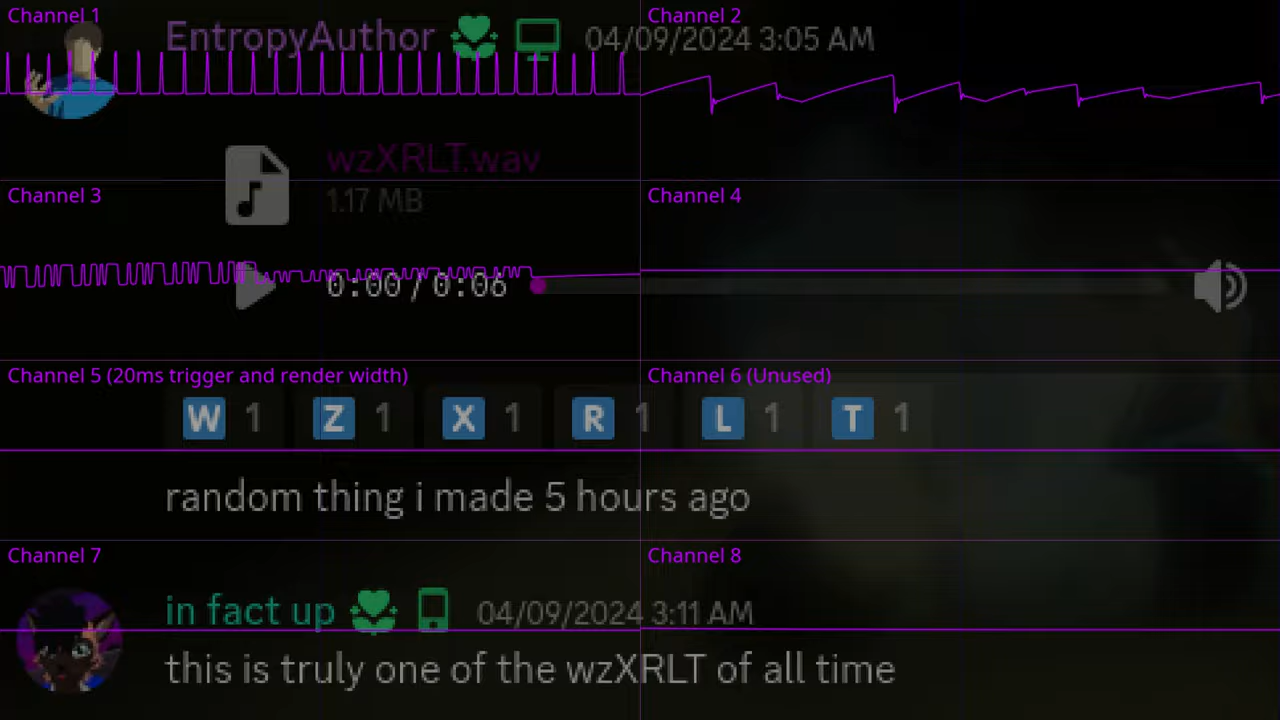 Channel 1
Channel 2
EntropyAuthor 04/09/2024 3:05 AM
wzXRLT.wav
Channel 3
1.17 MB
Channel 4
0:00 / 0:06
Channel 5 (20ms trigger and render width)
Channel 6 (Unused)
W 1 Z 1 X 1 R 1 L 1 T 1
random thing i made 5 hours ago
Channel 7
Channel 8
in fact up 04/09/2024 3:11 AM
this is truly one of the wzXRLT of all time